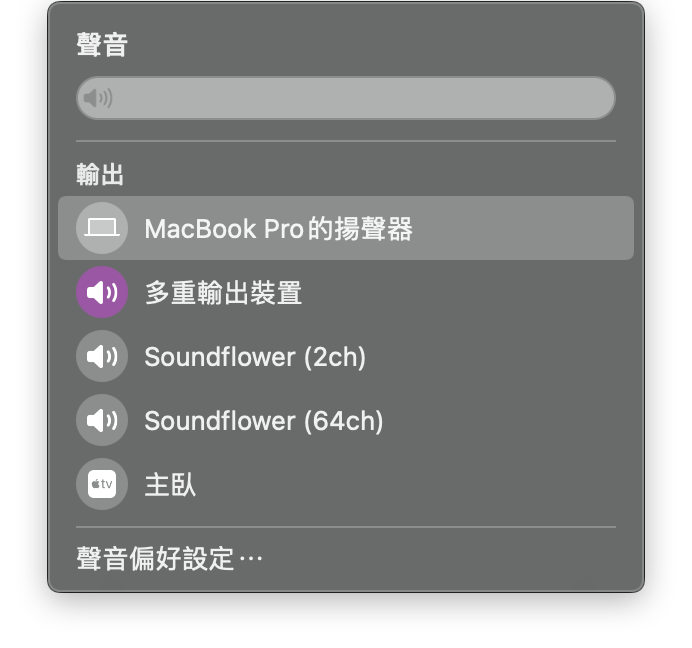 聲音
輸出
MacBook Pro的揚聲器
多重輸出裝置
Soundflower (2ch)
Soundflower (64ch)
tv
主臥
聲音偏好設定⋯